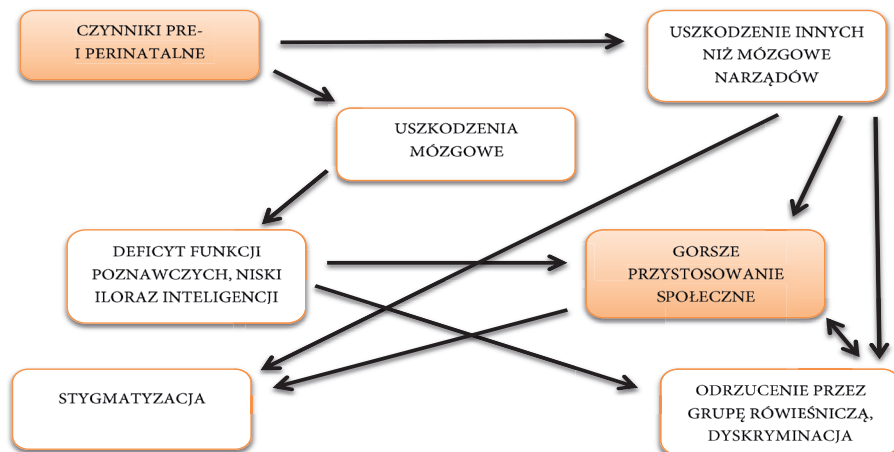 CZYNNIKI PRE-
I PERINATALNE
USZKODZENIE INNYCH
NIŻ MÓZGOWE
NARZĄDÓW
USZKODZENIA
MÓZGOWE
DEFICYT FUNKCJI
POZNAWCZYCH, NISKI
ILORAZ INTELIGENCJI
GORSZE
PRZYSTOSOWANIE
SPOŁECZNE
STYGMATYZACJA
ODRZUCENIE PRZEZ
GRUPĘ RÓWIEŚNICZĄ,
DYSKRYMINACJA